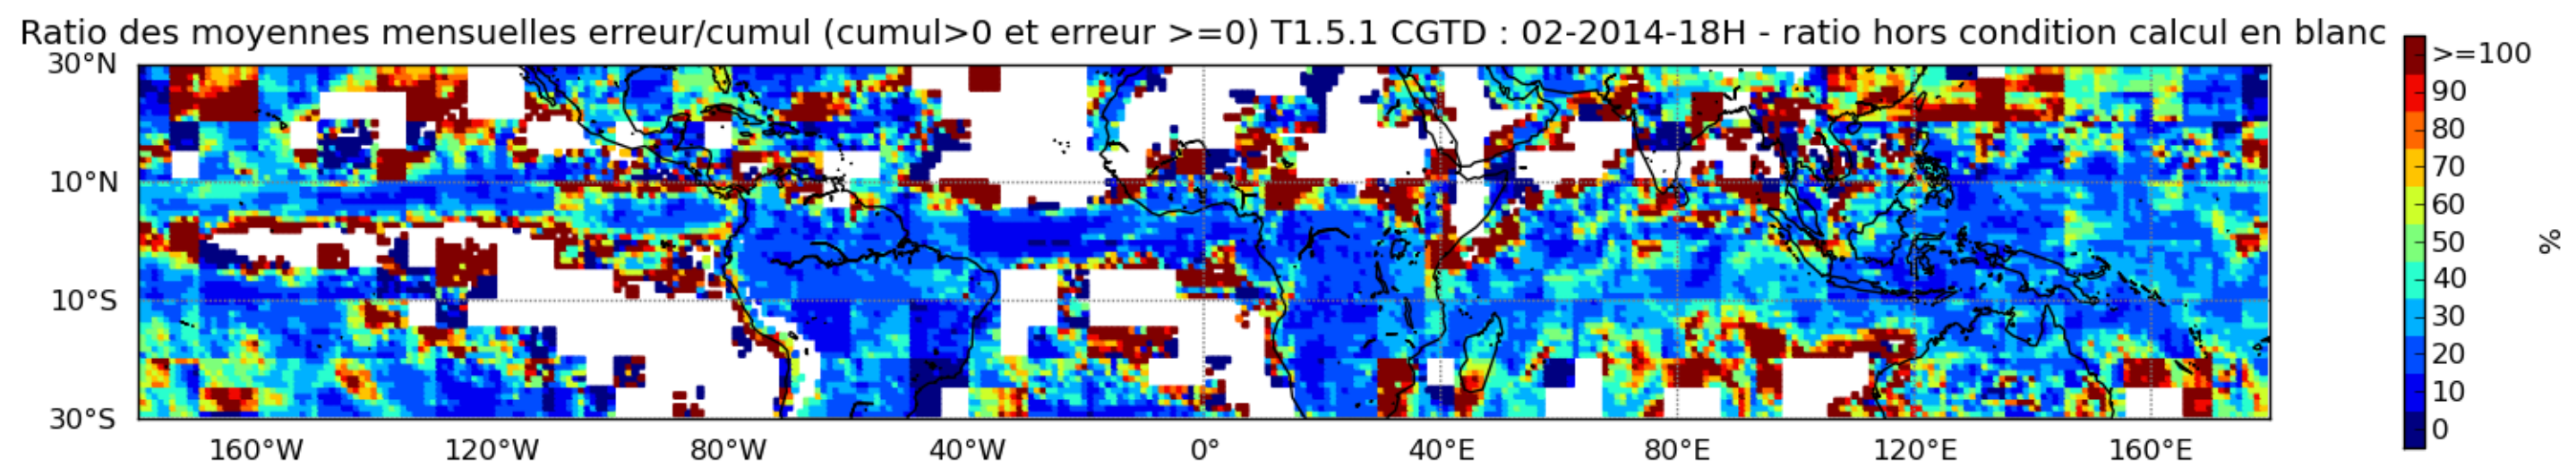 Ratio des moyennes mensuelles erreur/cumul (cumul>0 et erreur >=0) T1.5.1 CGTD : 02-2014-18H - ratio hors condition calcul en blanc
30°N
10°N
10°S
30°S
160°W 120°W 80°W 40°W 0° 40°E 80°E 120°E 160°E
>=100
90
80
70
60
50
40
30
20
10
0
%